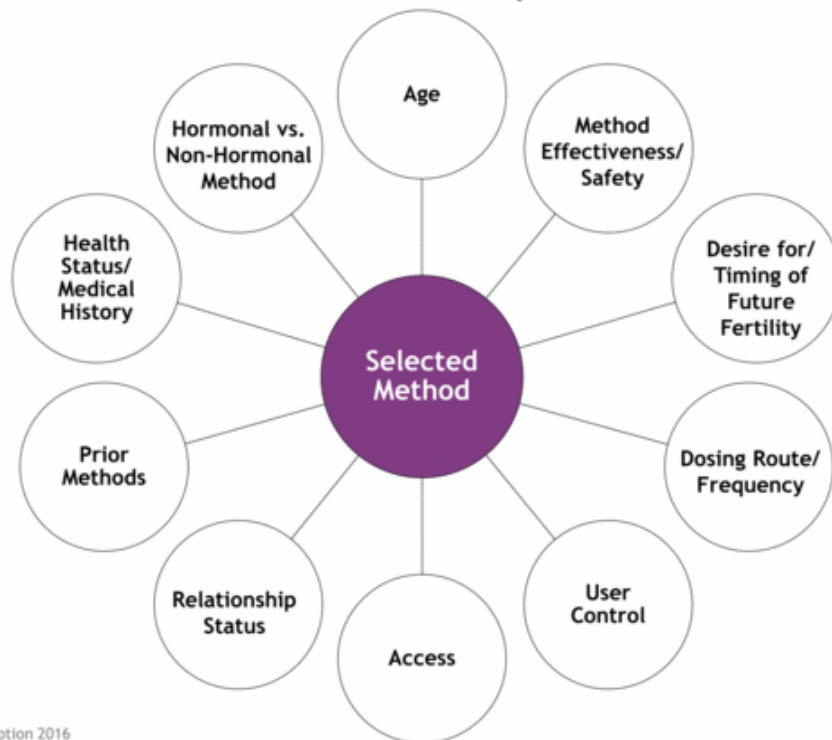 Age
Method
Effectiveness/
Safety
Desire for/
Timing of
Future
Fertility
Dosing Route/
Frequency
User
Control
Access
Relationship
Status
Prior
Methods
Health
Status/
Medical
History
Hormonal vs.
Non-Hormonal
Method
Selected
Method
2016